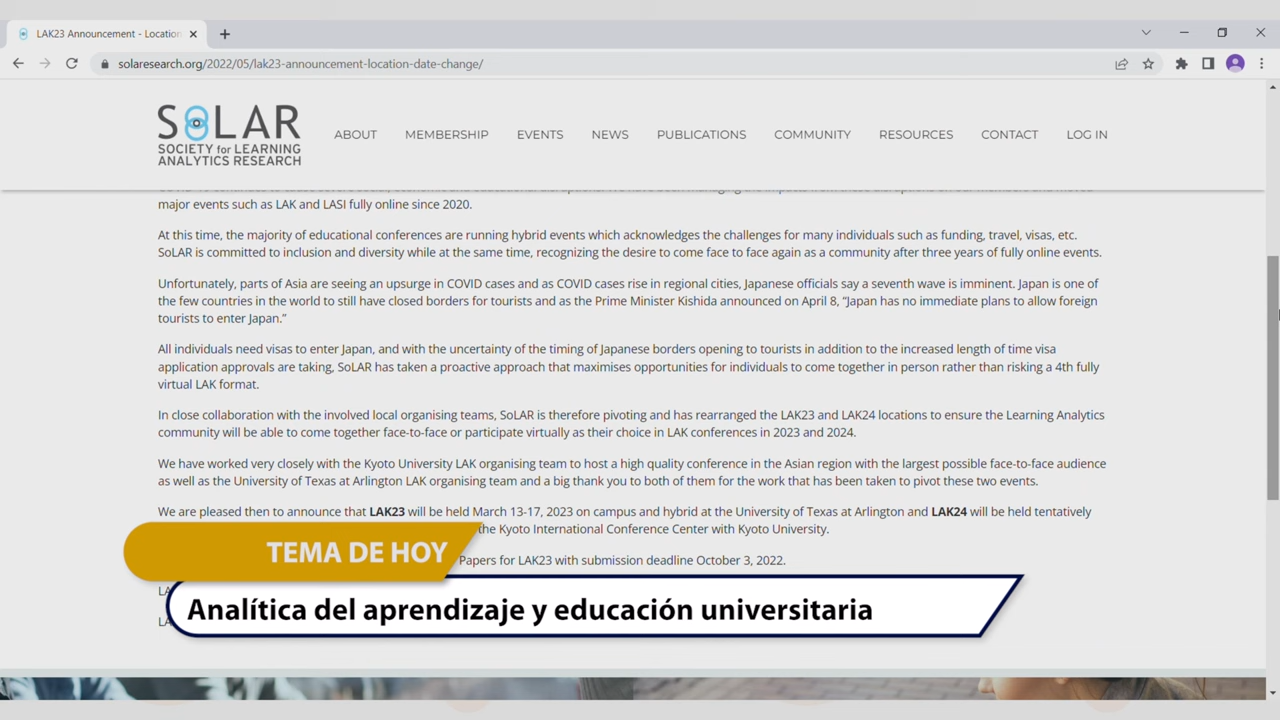 LAK23 Announcement - Location
solaresearch.org/2022/05/lak23-announcement-location-date-change/
SOLAR
SOCIETY for LEARNING
ANALYTICS RESEARCH
ABOUT MEMBERSHIP EVENTS NEWS PUBLICATIONS COMMUNITY RESOURCES CONTACT LOG IN
major events such as LAK and LASI fully online since 2020.
At this time, the majority of educational conferences are running hybrid events which acknowledges the challenges for many individuals such as funding, travel, visas, etc.
SoLAR is committed to inclusion and diversity while at the same time, recognizing the desire to come face to face again as a community after three years of fully online events.
Unfortunately, parts of Asia are seeing an upsurge in COVID cases and as COVID cases rise in regional cities, Japanese officials say a seventh wave is imminent. Japan is one of
the few countries in the world to still have closed borders for tourists and as the Prime Minister Kishida announced on April 8, “Japan has no immediate plans to allow foreign
tourists to enter Japan.”
All individuals need visas to enter Japan, and with the uncertainty of the timing of Japanese borders opening to tourists in addition to the increased length of time visa
application approvals are taking, SoLAR has taken a proactive approach that maximises opportunities for individuals to come together in person rather than risking a 4th fully
virtual LAK format.
In close collaboration with the involved local organising teams, SoLAR is therefore pivoting and has rearranged the LAK23 and LAK24 locations to ensure the Learning Analytics
community will be able to come together face-to-face or participate virtually as their choice in LAK conferences in 2023 and 2024.
We have worked very closely with the Kyoto University LAK organising team to host a high quality conference in the Asian region with the largest possible face-to-face audience
as well as the University of Texas at Arlington LAK organising team and a big thank you to both of them for the work that has been taken to pivot these two events.
We are pleased then to announce that LAK23 will be held March 13-17, 2023 on campus and hybrid at the University of Texas at Arlington and LAK24 will be held tentatively
the Kyoto International Conference Center with Kyoto University.
TEMA DE HOY
Papers for LAK23 with submission deadline October 3, 2022.
Analítica del aprendizaje y educación universitaria